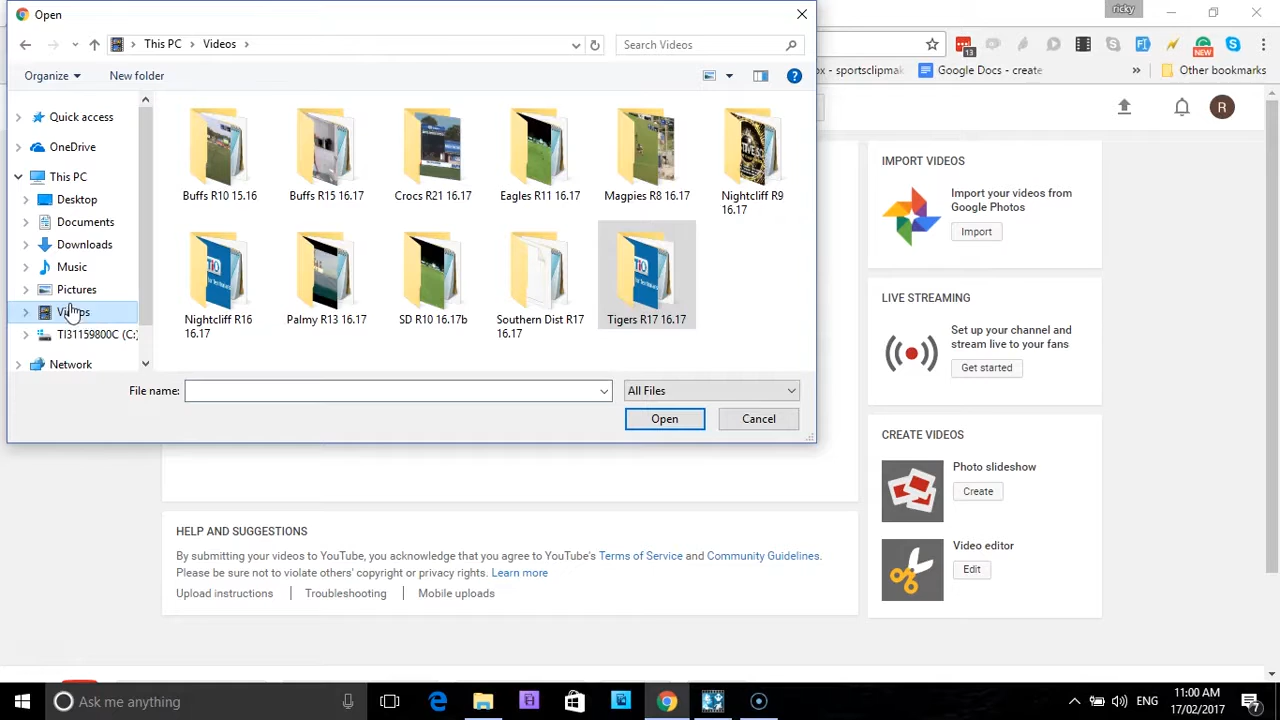 Open
ricky
This PC > Videos >
Search Videos
13
NEW
ox - sportsclipmak
Google Docs - create
»
Other bookmarks
Organize
New folder
Quick access
OneDrive
This PC
Desktop
Documents
Downloads
Music
Pictures
TI31159800C (C:)
Network
Buffs R10 15.16
Buffs R15 16.17
Crocs R21 16.17
Eagles R11 16.17
Magpies R8 16.17
Nightcliff R9
16.17
Nightcliff R16
16.17
Palmy R13 16.17
SD R10 16.17b
Southern Dist R17
16.17
Tigers R17 16.17
File name:
All Files
Open
Cancel
R
IMPORT VIDEOS
Import your videos from
Google Photos
Import
LIVE STREAMING
Set up your channel and
stream live to your fans
Get started
CREATE VIDEOS
Photo slideshow
Create
Video editor
Edit
HELP AND SUGGESTIONS
By submitting your videos to YouTube, you acknowledge that you agree to YouTube's Terms of Service and Community Guidelines.
Please be sure not to violate others' copyright or privacy rights. Learn more
Upload instructions | Troubleshooting | Mobile uploads
Ask me anything
ENG
11:00 AM
17/02/2017
7